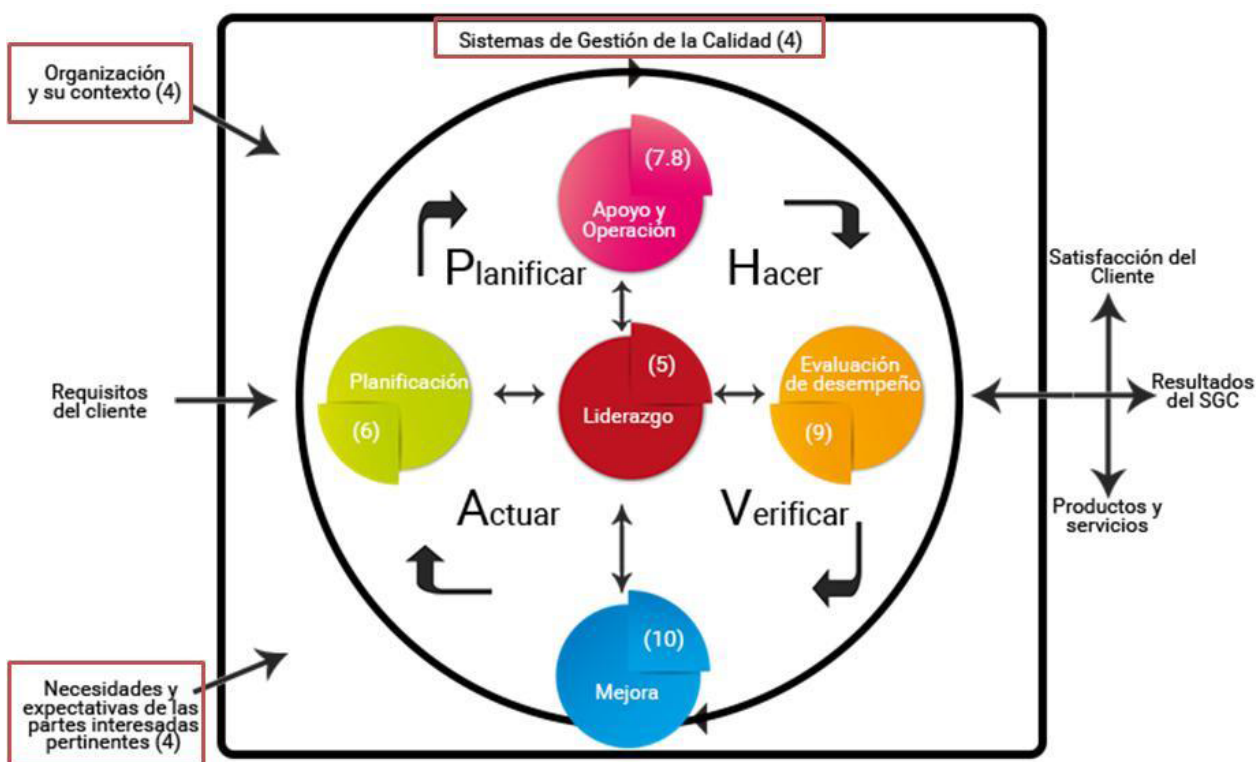 Sistemas de Gestión de la Calidad (4)
Organización
y su contexto (4)
(7.8)
Apoyo y
Operación
Planificar
Hacer
Satisfacción del
Cliente
Planificación
(6)
(5)
Liderazgo
Evaluación
de desempeño
(9)
Requisitos
del cliente
Resultados
del SGC
Actuar
Verificar
Productos y
servicios
(10)
Mejora
Necesidades y
expectativas de las
partes interesadas
pertinentes (4)